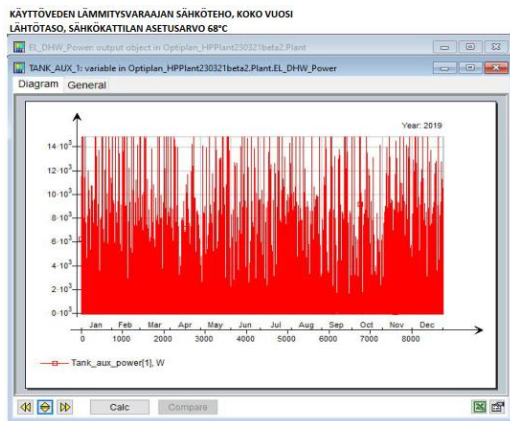 KÄYTTÖVEDEN LÄMMITYSVARAAJAN SÄHKÖTEHO, KOKO VUOSI
LÄHTÖTASO, SÄHKÖKATTILAN ASETUSARVO 68°C
EL_DHW_Power: output object in Optiplan_HPPlant230321beta2.Plant
TANK_AUX_1: variable in Optiplan_HPPlant230321beta2.Plant.EL_DHW_Power
Diagram General
Year: 2019
14·10³
12·10³
10·10³
8·10³
6·10³
4·10³
2·10³
0·10³
Jan Feb Mar Apr May Jun Jul Aug Sep Oct Nov Dec
0 1000 2000 3000 4000 5000 6000 7000 8000
Tank_aux_power[1], W
Calc Compare